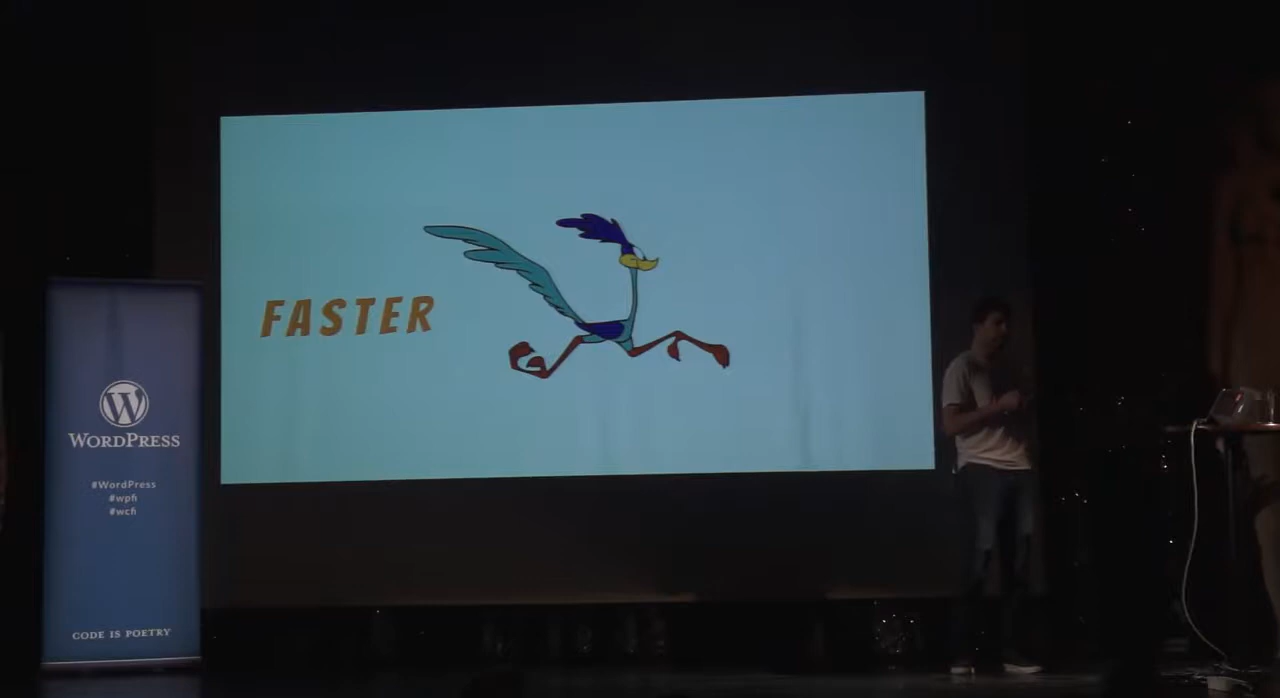 FASTER
W
WORDPRESS
#WordPress
#wpfi
#wcfi
CODE IS POETRY